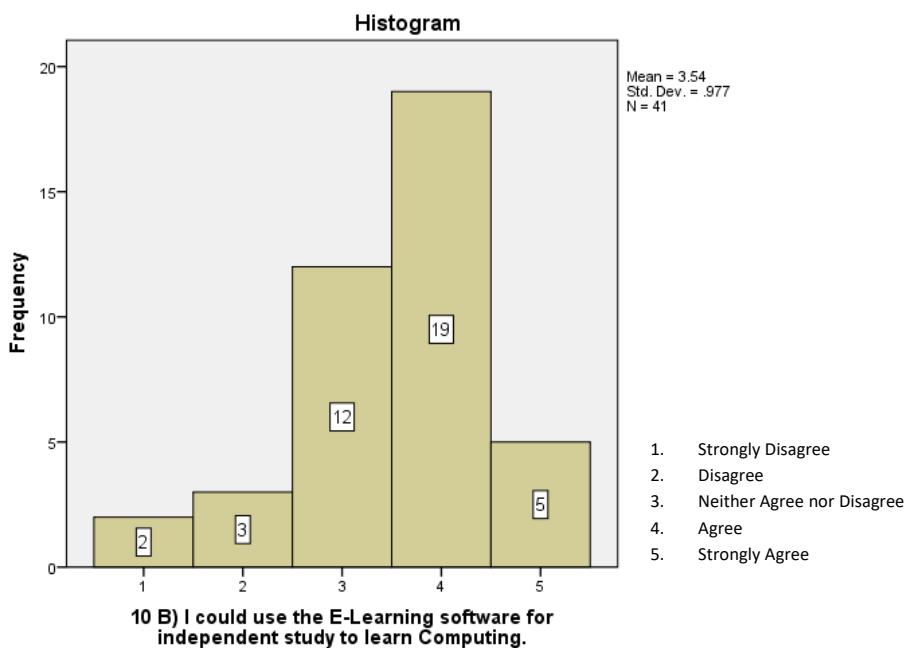 Histogram
Mean = 3.54
Std. Dev. = .977
N = 41
Frequency
20
15
10
5
0
2
3
12
19
5
1
2
3
4
5
10 B) I could use the E-Learning software for
independent study to learn Computing.
1. Strongly Disagree
2. Disagree
3. Neither Agree nor Disagree
4. Agree
5. Strongly Agree